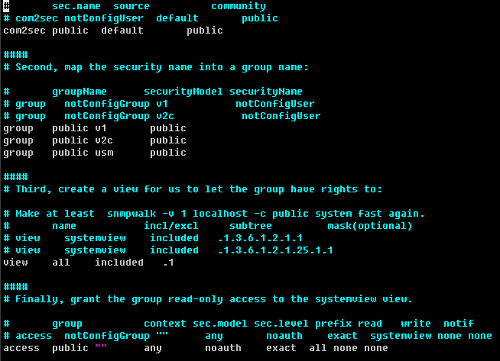 #       sec.name  source          community
# com2sec notConfigUser  default       public
com2sec public  default       public
####
# Second, map the security name into a group name:
#       groupName      securityModel securityName
# group   notConfigGroup v1           notConfigUser
# group   notConfigGroup v2c           notConfigUser
group   public v1       public
group   public v2c      public
group   public usm      public
####
# Third, create a view for us to let the group have rights to:
# Make at least  snmpwalk -v 1 localhost -c public system fast again.
#       name           incl/excl     subtree         mask(optional)
# view    systemview    included   .1.3.6.1.2.1.1
# view    systemview    included   .1.3.6.1.2.1.25.1.1
view    all    included   .1
####
# Finally, grant the group read-only access to the systemview view.
#       group          context sec.model sec.level prefix read   write  notif
# access  notConfigGroup ""      any       noauth    exact  systemview none none
access  public ""      any       noauth    exact  all none none